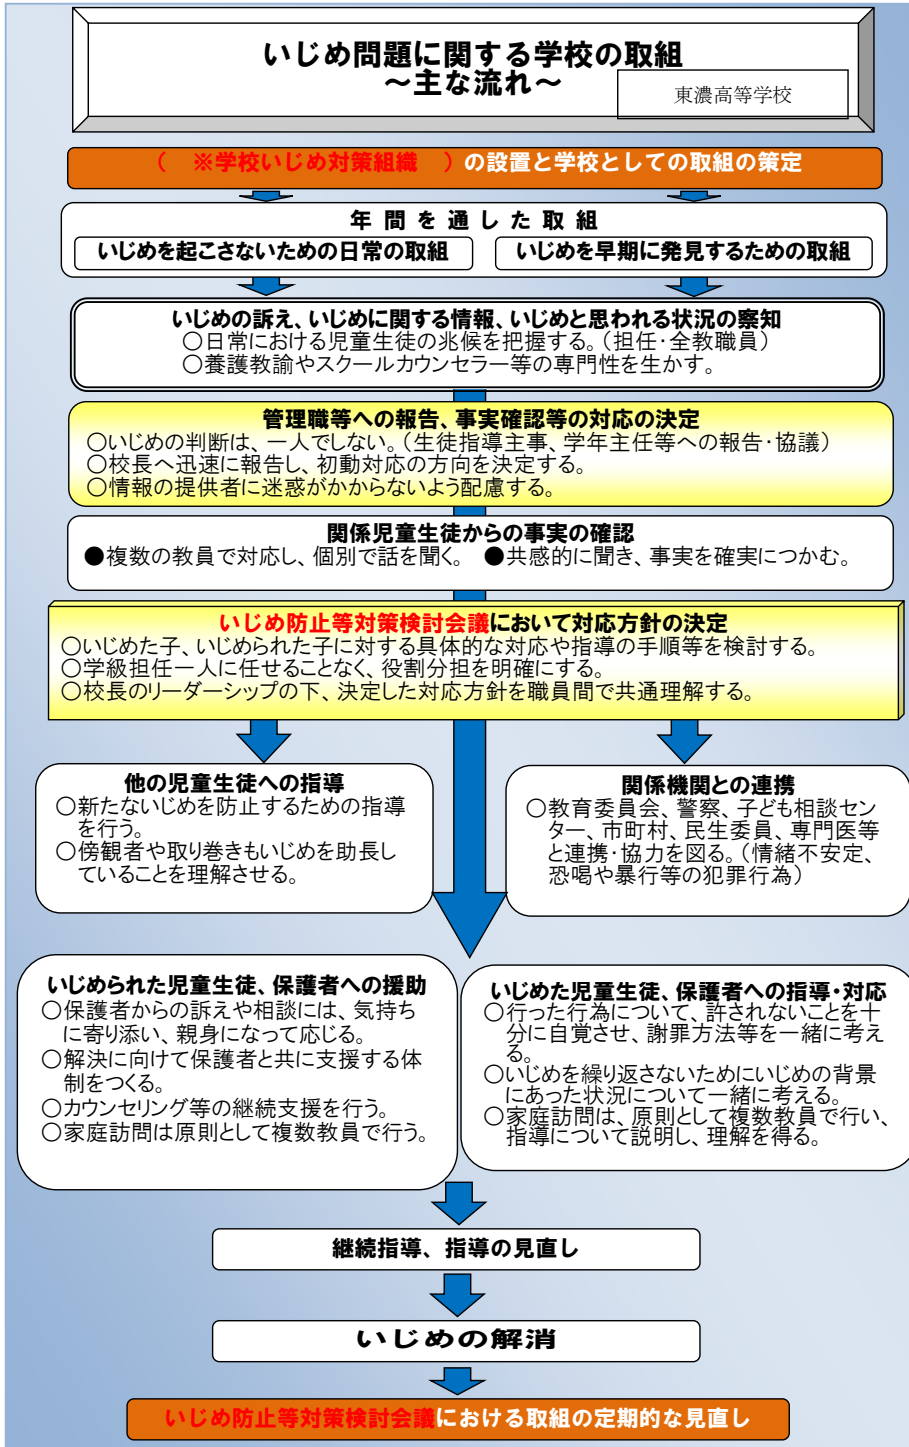 いじめ問題に関する学校の取組
～主な流れ～
東濃高等学校
（　※学校いじめ対策組織　）の設置と学校としての取組の策定
年間を通した取組
いじめを起こさないための日常の取組
いじめを早期に発見するための取組
いじめの訴え、いじめに関する情報、いじめと思われる状況の察知
○日常における児童生徒の兆候を把握する。（担任・全教職員）
○養護教諭やスクールカウンセラー等の専門性を生かす。
管理職等への報告、事実確認等の対応の決定
○いじめの判断は、一人でしない。（生徒指導主事、学年主任等への報告・協議）
○校長へ迅速に報告し、初動対応の方向を決定する。
○情報の提供者に迷惑がかからないよう配慮する。
関係児童生徒からの事実の確認
●複数の教員で対応し、個別で話を聞く。　●共感的に聞き、事実を確実につかむ。
いじめ防止等対策検討会議において対応方針の決定
○いじめた子、いじめられた子に対する具体的な対応や指導の手順等を検討する。
○学級担任一人に任せることなく、役割分担を明確にする。
○校長のリーダーシップの下、決定した対応方針を職員間で共通理解する。
他の児童生徒への指導
○新たないじめを防止するための指導
を行う。
○傍観者や取り巻きもいじめを助長し
ていることを理解させる。
関係機関との連携
○教育委員会、警察、子ども相談セン
ター、市町村、民生委員、専門医等
と連携・協力を図る。（情緒不安定、
恐喝や暴行等の犯罪行為）
いじめられた児童生徒、保護者への援助
○保護者からの訴えや相談には、気持ち
に寄り添い、親身になって応じる。
○解決に向けて保護者と共に支援する体
制をつくる。
○カウンセリング等の継続支援を行う。
○家庭訪問は原則として複数教員で行う。
いじめた児童生徒、保護者への指導・対応
○行った行為について、許されないことを十
分に自覚させ、謝罪方法等を一緒に考え
る。
○いじめを繰り返さないためにいじめの背景
にあった状況について一緒に考える。
○家庭訪問は、原則として複数教員で行い、
指導について説明し、理解を得る。
継続指導、指導の見直し
いじめの解消
いじめ防止等対策検討会議における取組の定期的な見直し